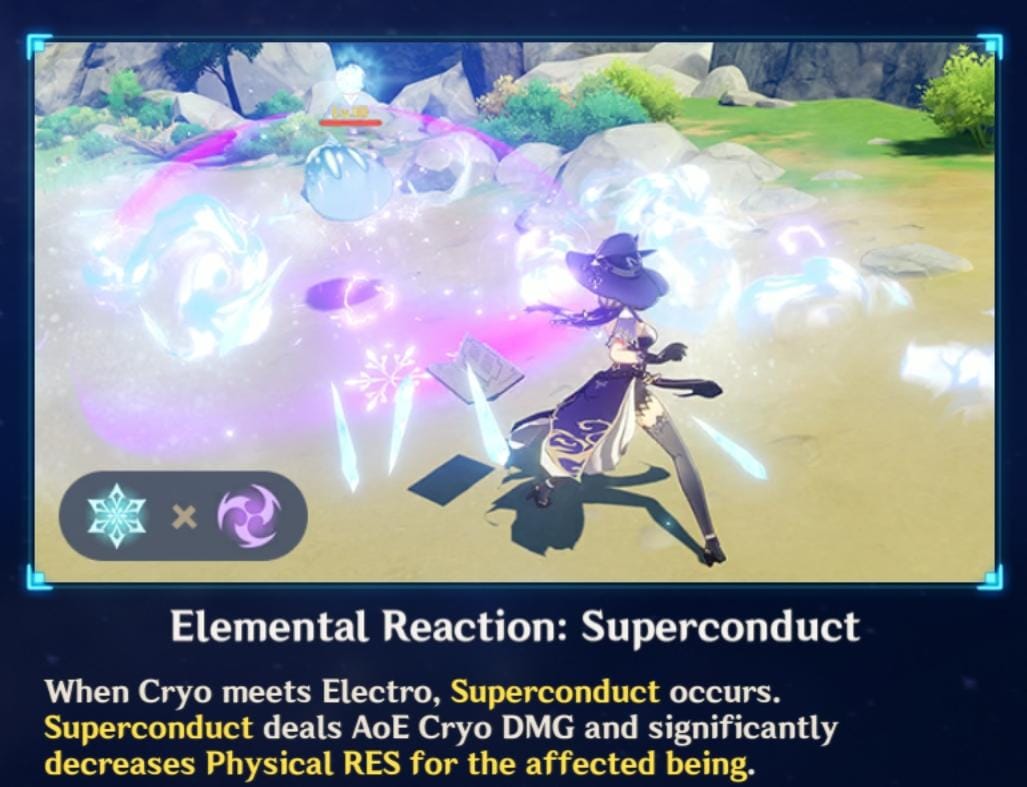 Elemental Reaction: Superconduct
When Cryo meets Electro, Superconduct occurs.
Superconduct deals AoE Cryo DMG and significantly
decreases Physical RES for the affected being.